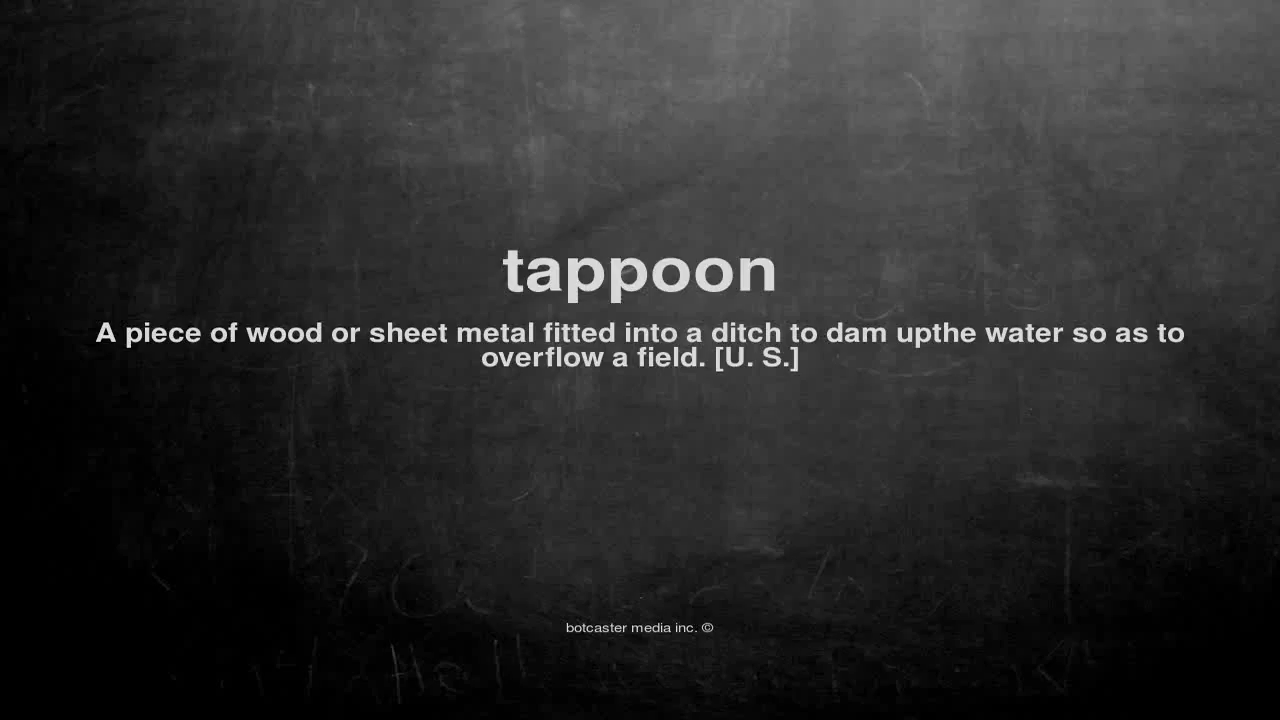 tappoon
A piece of wood or sheet metal fitted into a ditch to dam upthe water so as to
overflow a field. [U. S.]
botcaster media inc. ©